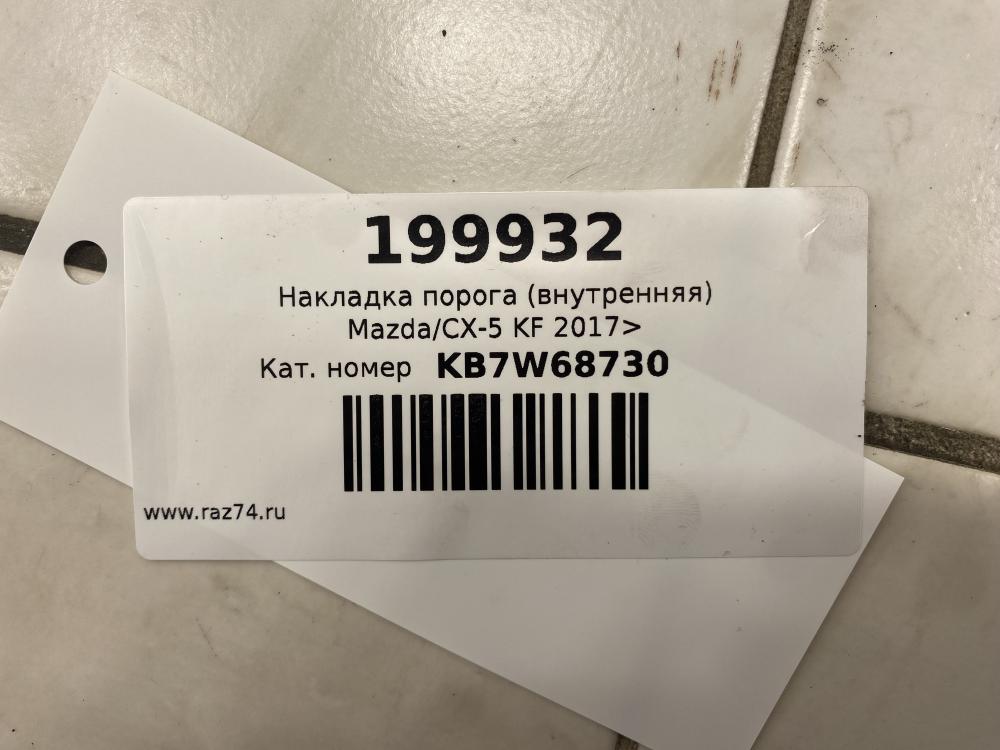 199932
Накладка порога (внутренняя)
Mazda/CX-5 KF 2017>
Кат. номер KB7W68730
www.raz74.ru